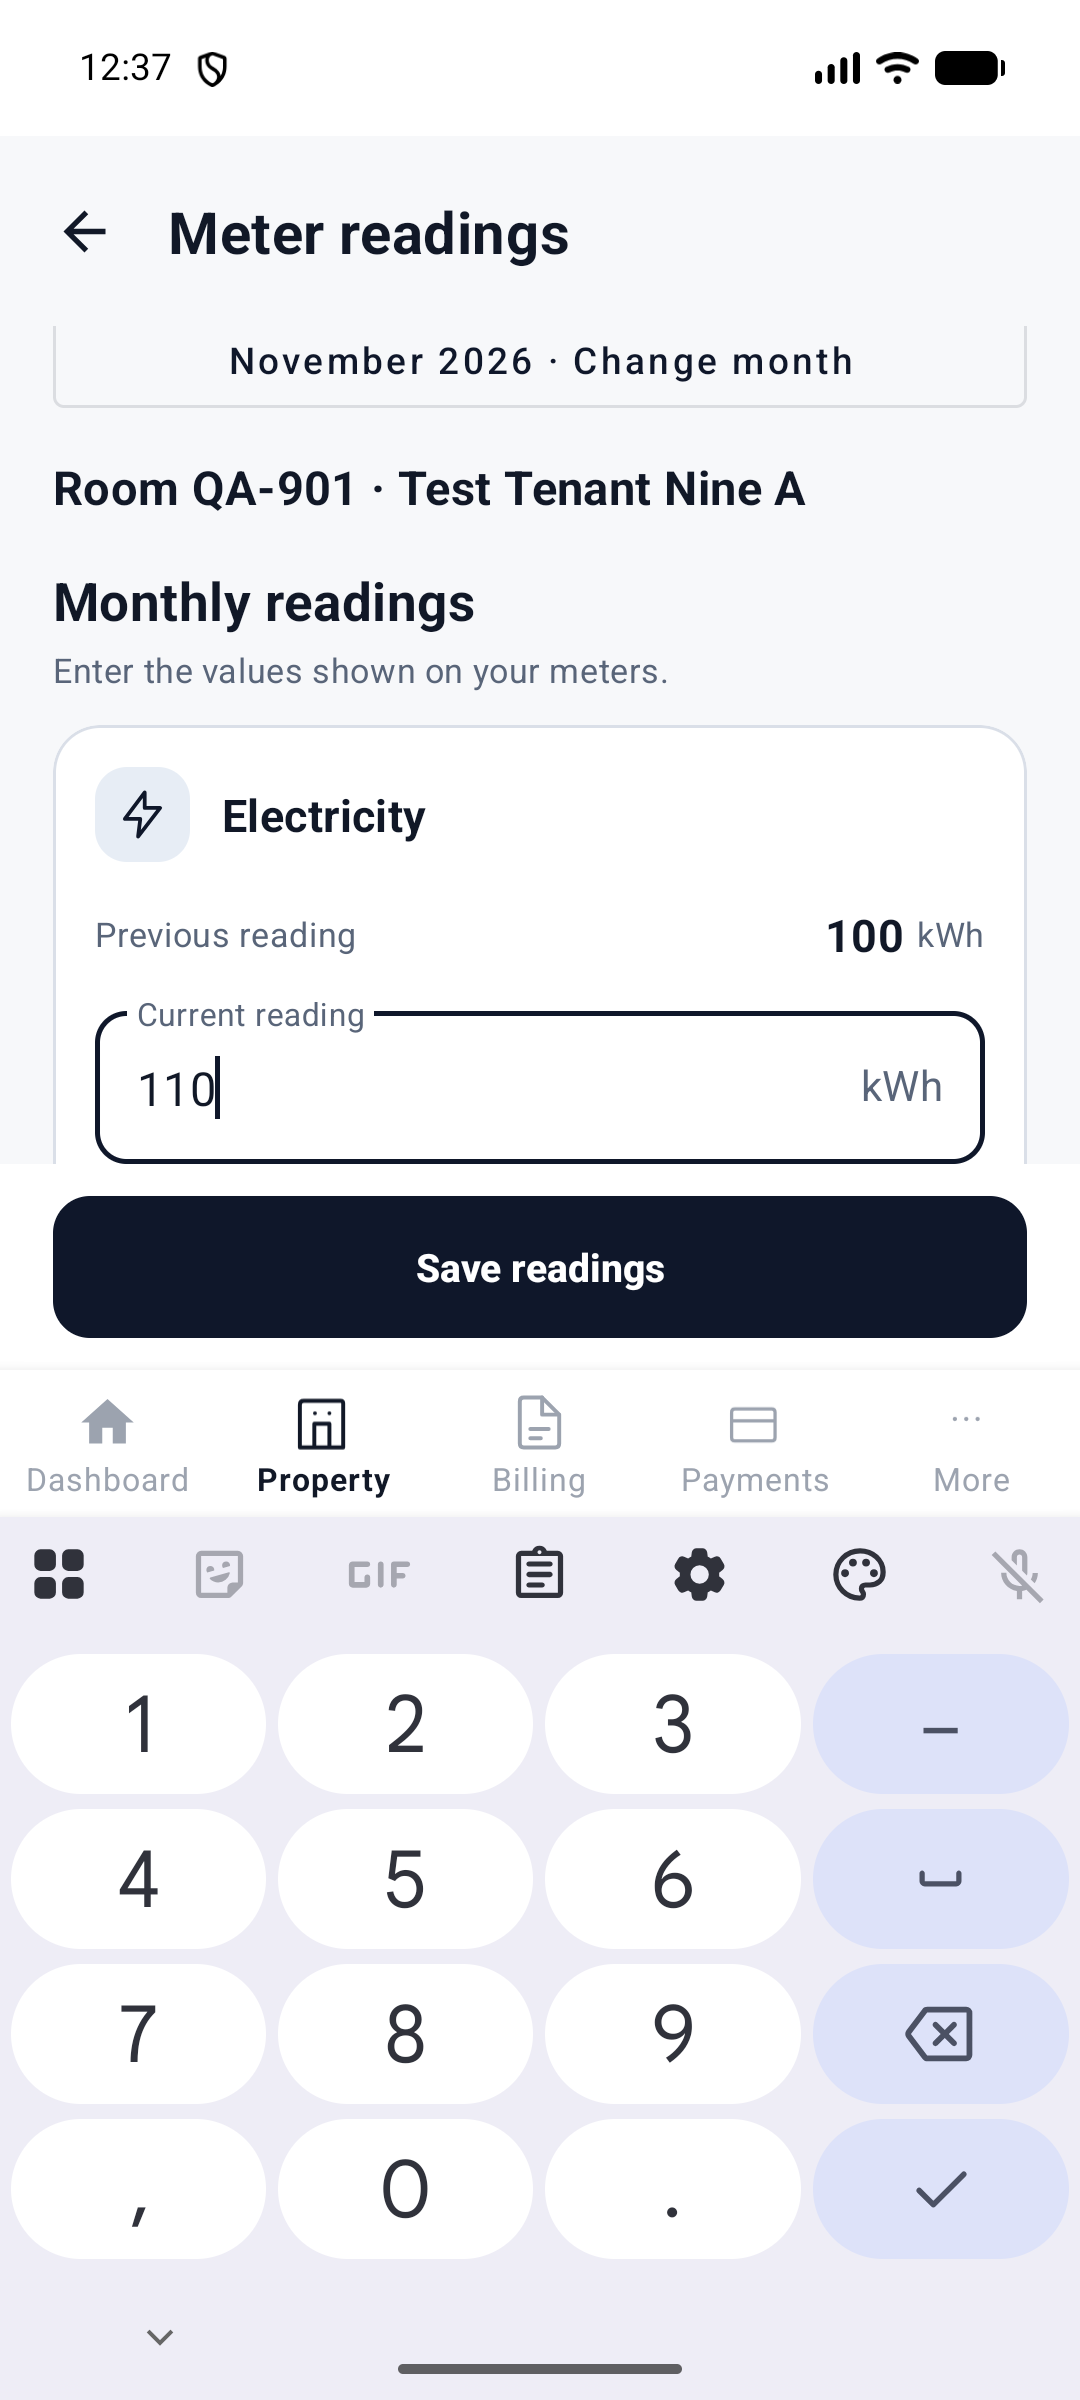 12:37
Meter readings
November 2026 · Change month
Room QA-901 · Test Tenant Nine A
Monthly readings
Enter the values shown on your meters.
Electricity
Previous reading 100 kWh
Current reading
110 kWh
Save readings
Dashboard Property Billing Payments More
GIF
1 2 3 –
4 5 6
7 8 9
, 0 .